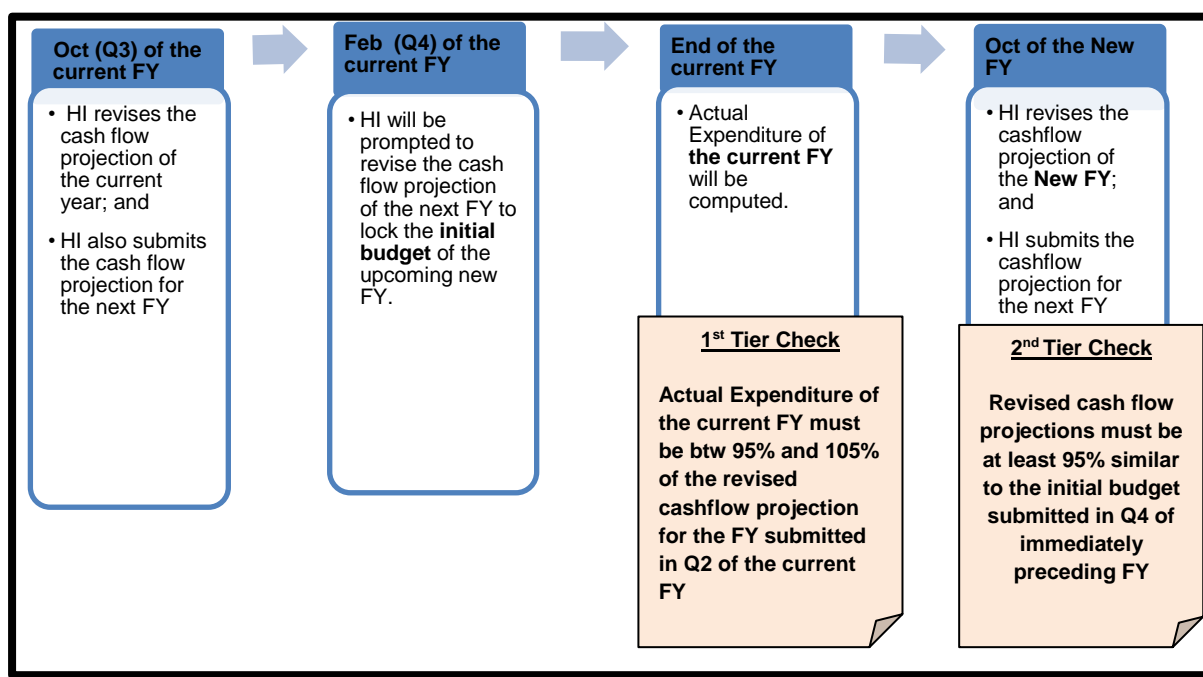 Oct (Q3) of the
current FY
• HI revises the
cash flow
projection of
the current
year; and
• HI also submits
the cash flow
projection for
the next FY
Feb (Q4) of the
current FY
• HI will be
prompted to
revise the cash
flow projection
of the next FY to
lock the initial
budget of the
upcoming new
FY.
End of the
current FY
• Actual
Expenditure of
the current FY
will be
computed.
1st Tier Check
Actual Expenditure of
the current FY must
be btw 95% and 105%
of the revised
cashflow projection
for the FY submitted
in Q2 of the current
FY
Oct of the New
FY
• HI revises the
cashflow
projection of
the New FY;
and
• HI submits the
cashflow
projection for
the next FY
2nd Tier Check
Revised cash flow
projections must be
at least 95% similar
to the initial budget
submitted in Q4 of
immediately
preceding FY